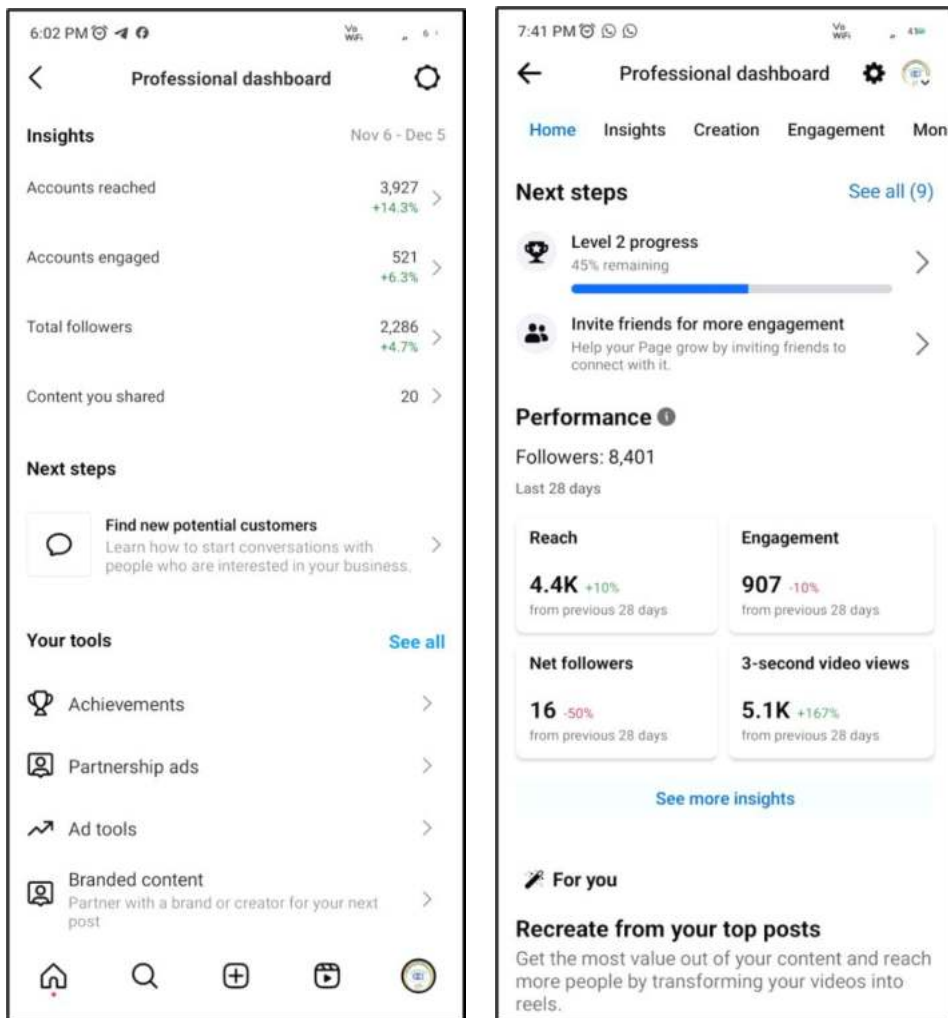 6:02 PM
Vo
WiFi
Professional dashboard
Insights
Nov 6 - Dec 5
Accounts reached
3,927
+14.3%
Accounts engaged
521
+6.3%
Total followers
2,286
+4.7%
Content you shared
20
Next steps
Find new potential customers
Learn how to start conversations with
people who are interested in your business.
Your tools
See all
Achievements
Partnership ads
Ad tools
Branded content
Partner with a brand or creator for your next
post
7:41 PM
Vo
WiFi
Professional dashboard
Home Insights Creation Engagement Mon
Next steps
See all (9)
Level 2 progress
45% remaining
Invite friends for more engagement
Help your Page grow by inviting friends to
connect with it.
Performance
Followers: 8,401
Last 28 days
Reach
4.4K +10%
from previous 28 days
Engagement
907 -10%
from previous 28 days
Net followers
16 -50%
from previous 28 days
3-second video views
5.1K +167%
from previous 28 days
See more insights
For you
Recreate from your top posts
Get the most value out of your content and reach
more people by transforming your videos into
reels.